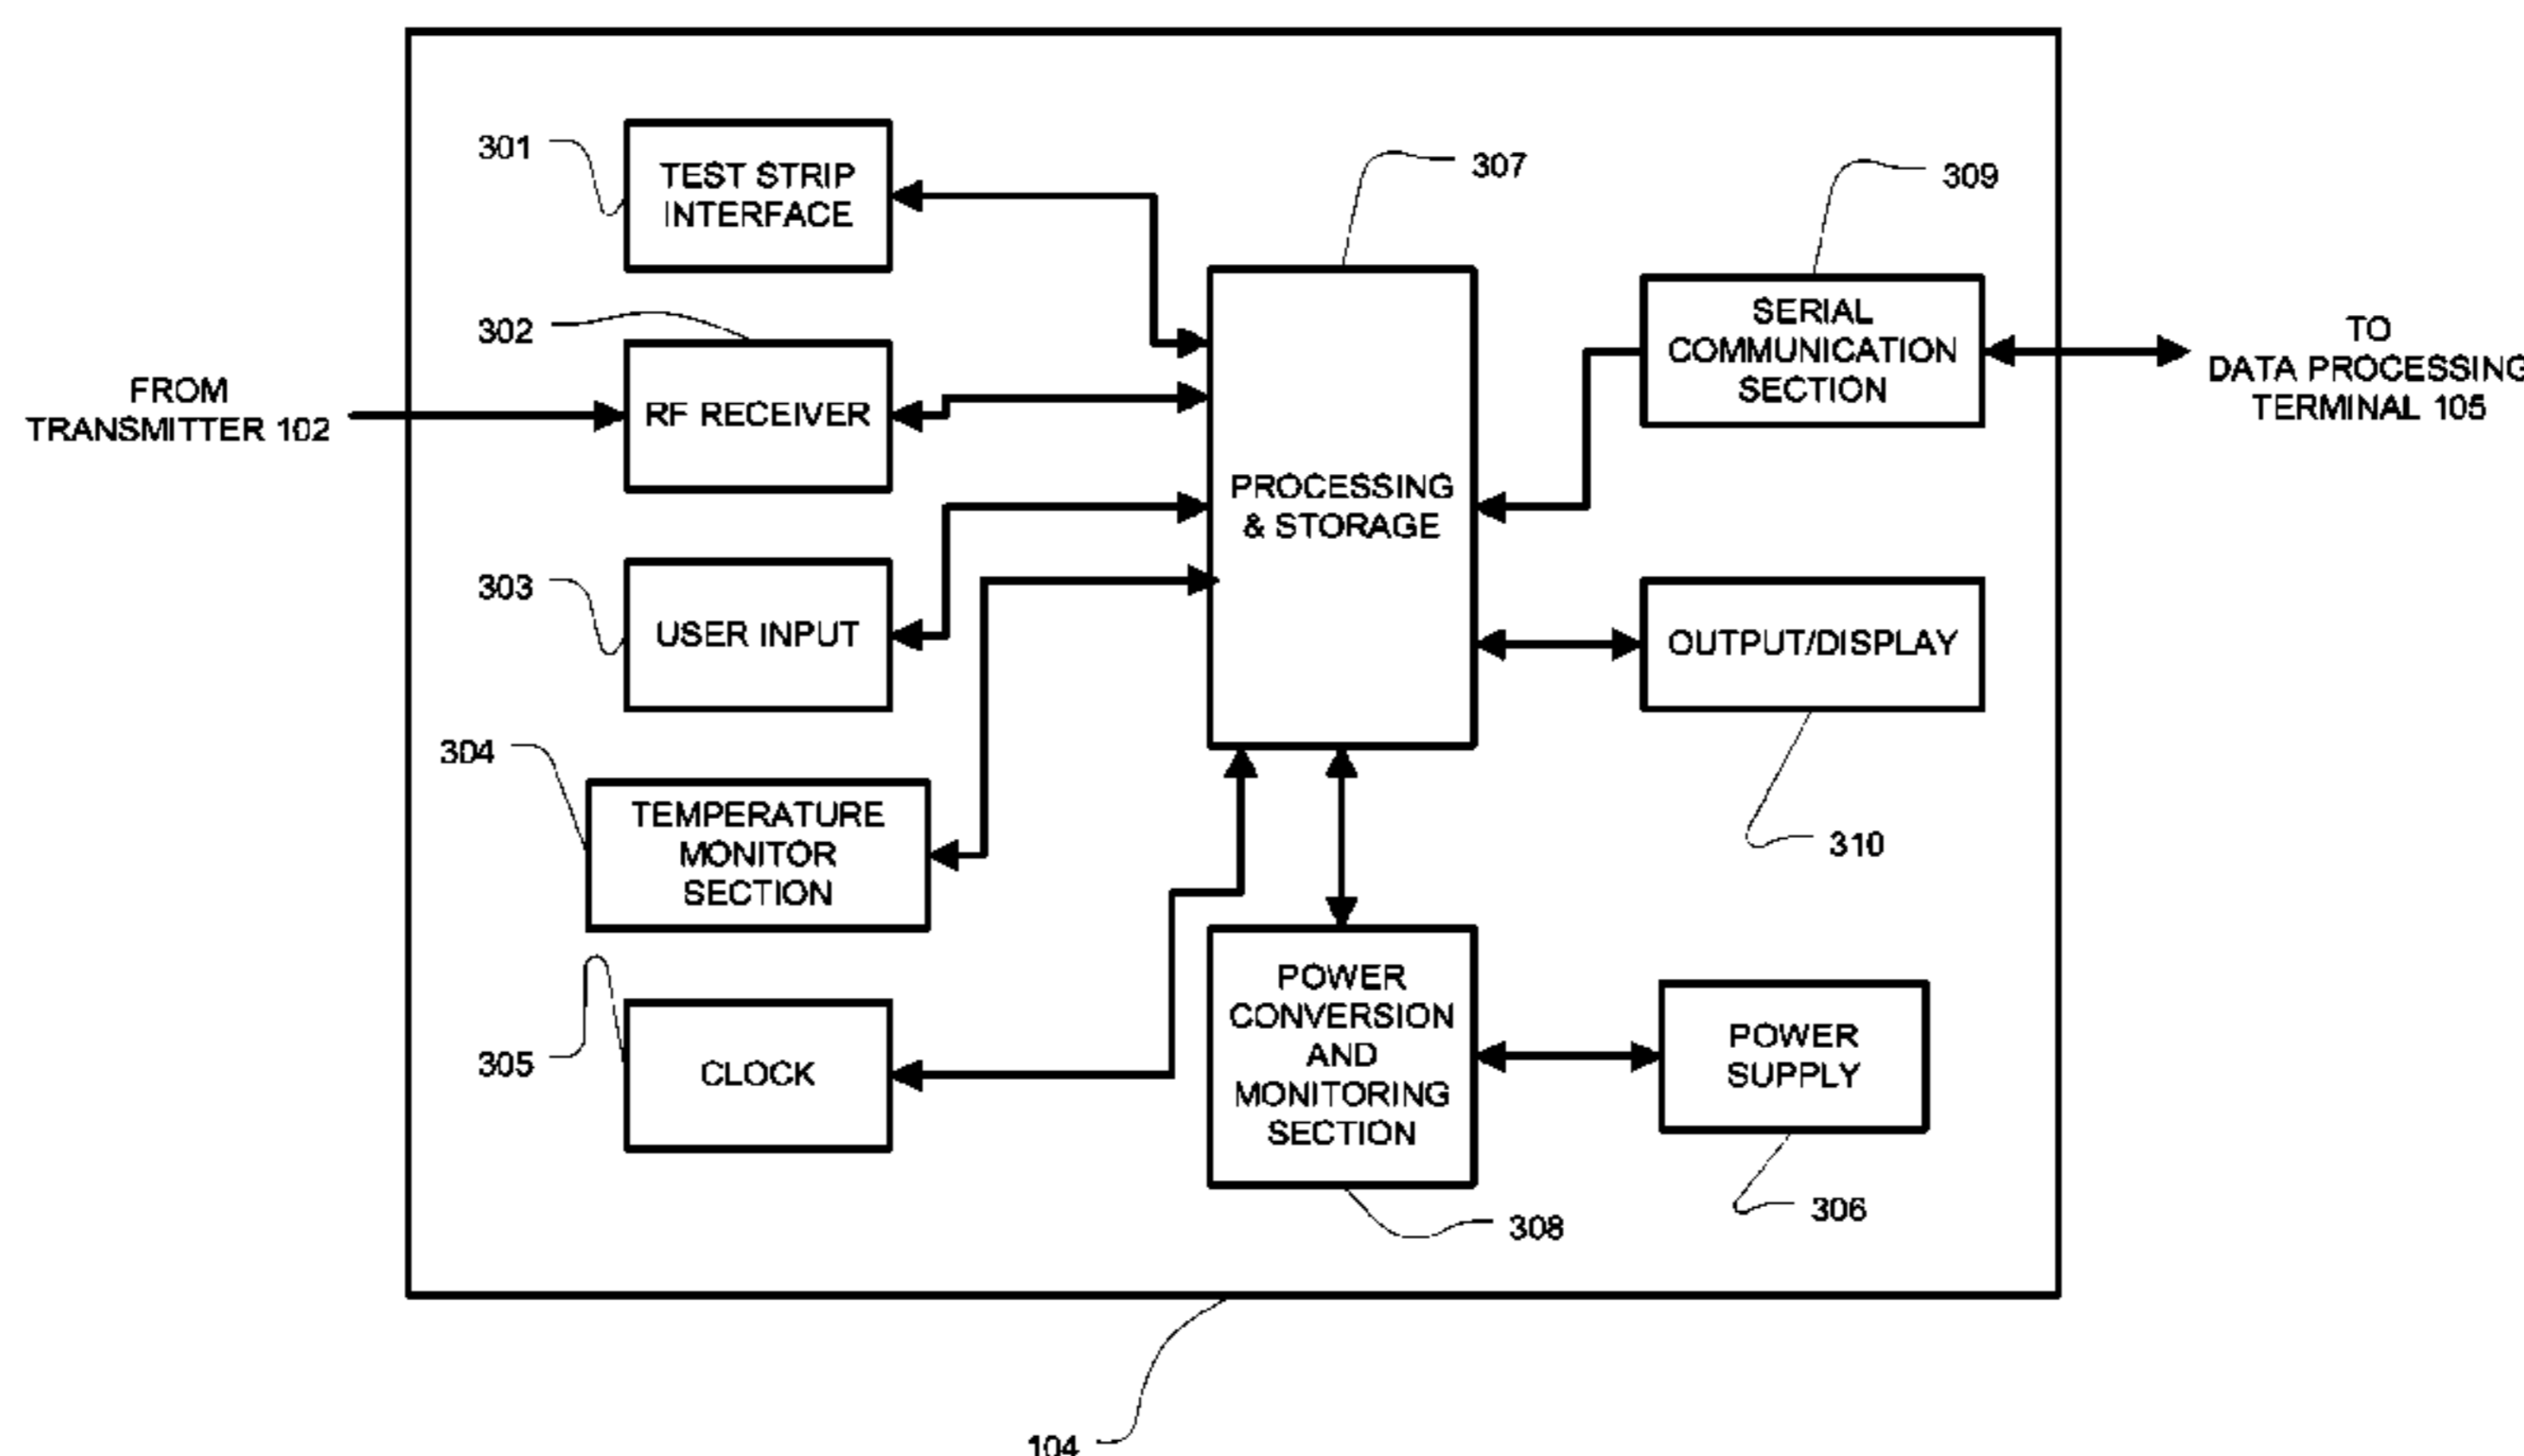 301
TEST STRIP
INTERFACE
307
309
302
SERIAL
COMMUNICATION
SECTION
TO
DATA PROCESSING
TERMINAL 105
FROM
TRANSMITTER 102
RF RECEIVER
PROCESSING
& STORAGE
303
USER INPUT
OUTPUT/DISPLAY
304
TEMPERATURE
MONITOR
SECTION
310
305
CLOCK
POWER
CONVERSION
AND
MONITORING
SECTION
POWER
SUPPLY
306
308
104